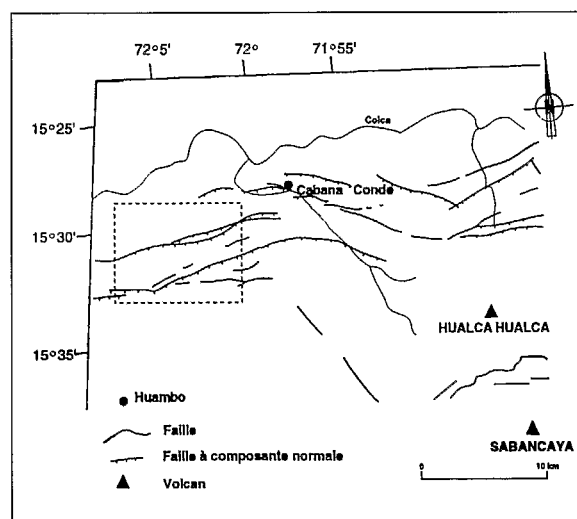 72°5' 72° 71°55'
15°25'
Colca
Cabana Conde
15°30'
HUALCA HUALCA
15°35'
Huambo
Faille
Faille à composante normale
SABANCAYA
Volcan
0 10 km